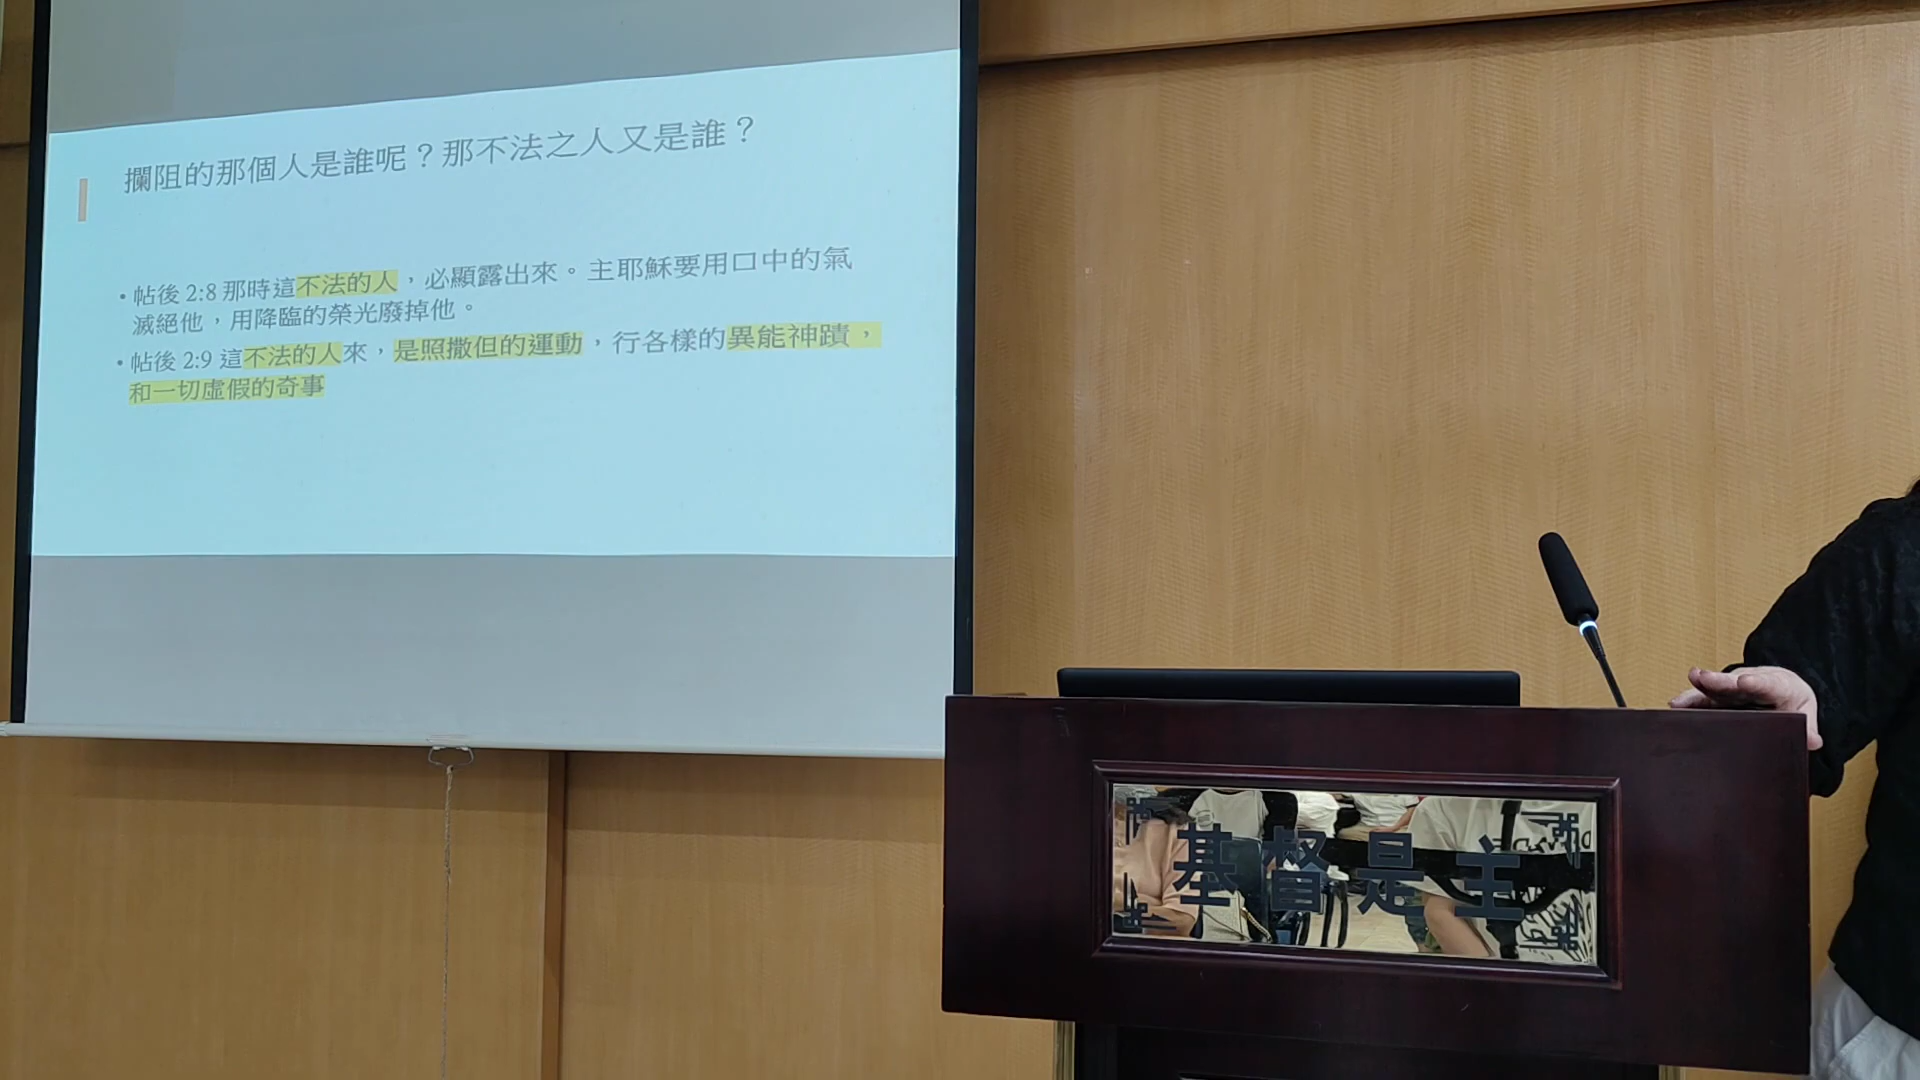 攔阻的那個人是誰呢？那不法之人又是誰？
• 帖後 2:8 那時這不法的人，必顯露出來。主耶穌要用口中的氣
滅絕他，用降臨的榮光廢掉他。
• 帖後 2:9 這不法的人來，是照撒但的運動，行各樣的異能神蹟，
和一切虛假的奇事
基督是主